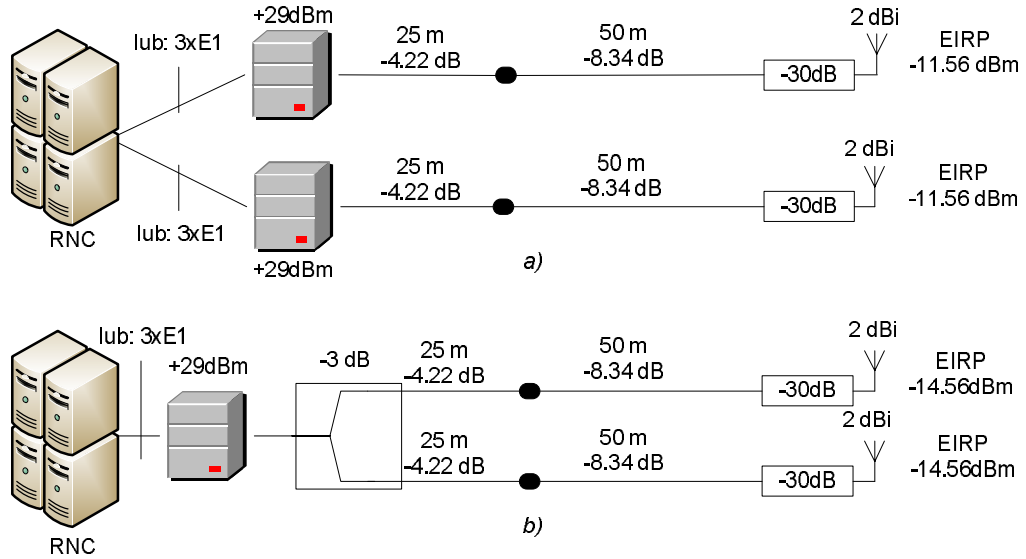 +29dBm
2 dBi
Iub: 3xE1
25 m
50 m
EIRP
-4.22 dB
-8.34 dB
-11.56 dBm
-30dB
25 m
50 m
2 dBi
EIRP
-4.22 dB
-8.34 dB
-11.56 dBm
-30dB
RNC
Iub: 3xE1
+29dBm
a)
Iub: 3xE1
+29dBm
-3 dB
25 m
50 m
2 dBi
EIRP
-4.22 dB
-8.34 dB
-14.56dBm
-30dB
2 dBi
25 m
50 m
EIRP
-4.22 dB
-8.34 dB
-14.56dBm
-30dB
b)
RNC